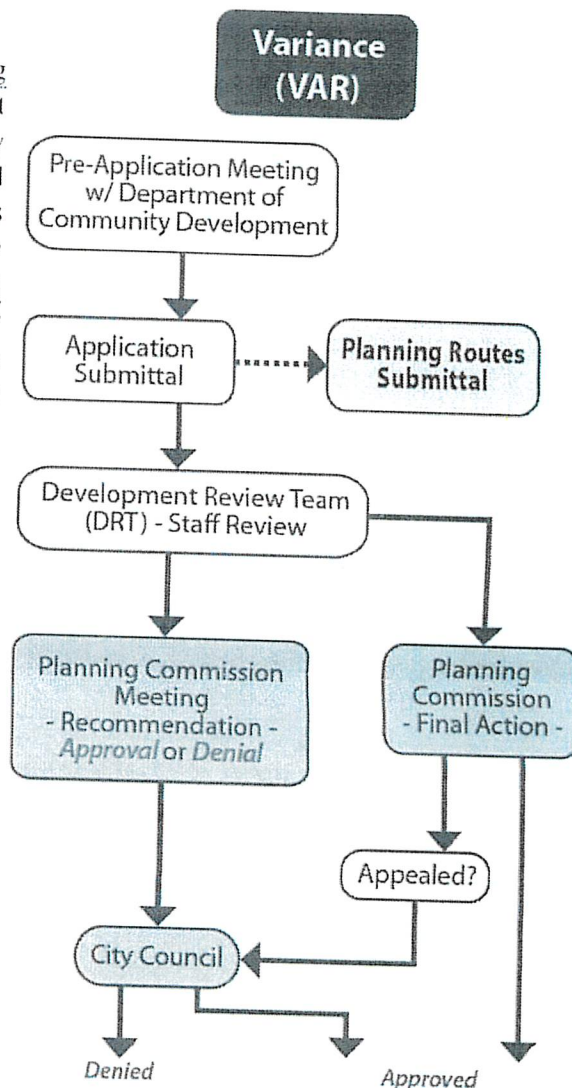 Variance
(VAR)
Pre-Application Meeting
w/ Department of
Community Development
Application
Submittal
Planning Routes
Submittal
Development Review Team
(DRT) - Staff Review
Planning Commission
Meeting
- Recommendation -
Approval or Denial
Planning
Commission
- Final Action -
Appealed?
City Council
Denied
Approved